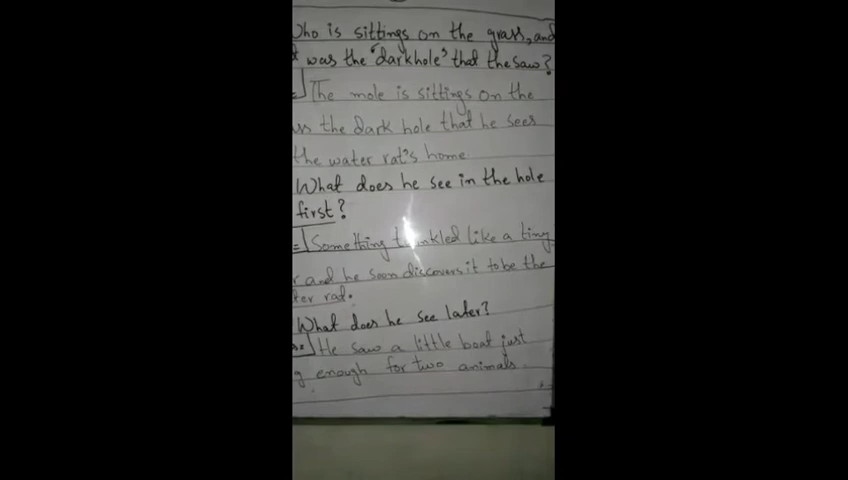 Who is sittings on the grass, and
was the "darkhole" that the saw?
The mole is sittings on the
the dark hole that he sees
the water rat's home.
What does he see in the hole
first?
Something twinkled like a tiny
and he soon discovers it to be the
rat.
What does he see later?
He saw a little boat just
enough for two animals.